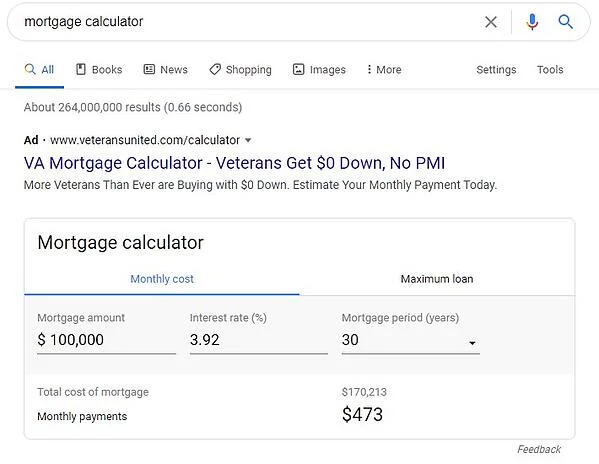 mortgage calculator
All Books News Shopping Images More Settings Tools
About 264,000,000 results (0.66 seconds)
Ad · www.veteransunited.com/calculator
VA Mortgage Calculator - Veterans Get $0 Down, No PMI
More Veterans Than Ever are Buying with $0 Down. Estimate Your Monthly Payment Today.
Mortgage calculator
Monthly cost Maximum loan
Mortgage amount Interest rate (%) Mortgage period (years)
$ 100,000 3.92 30
Total cost of mortgage $170,213
Monthly payments $473
Feedback